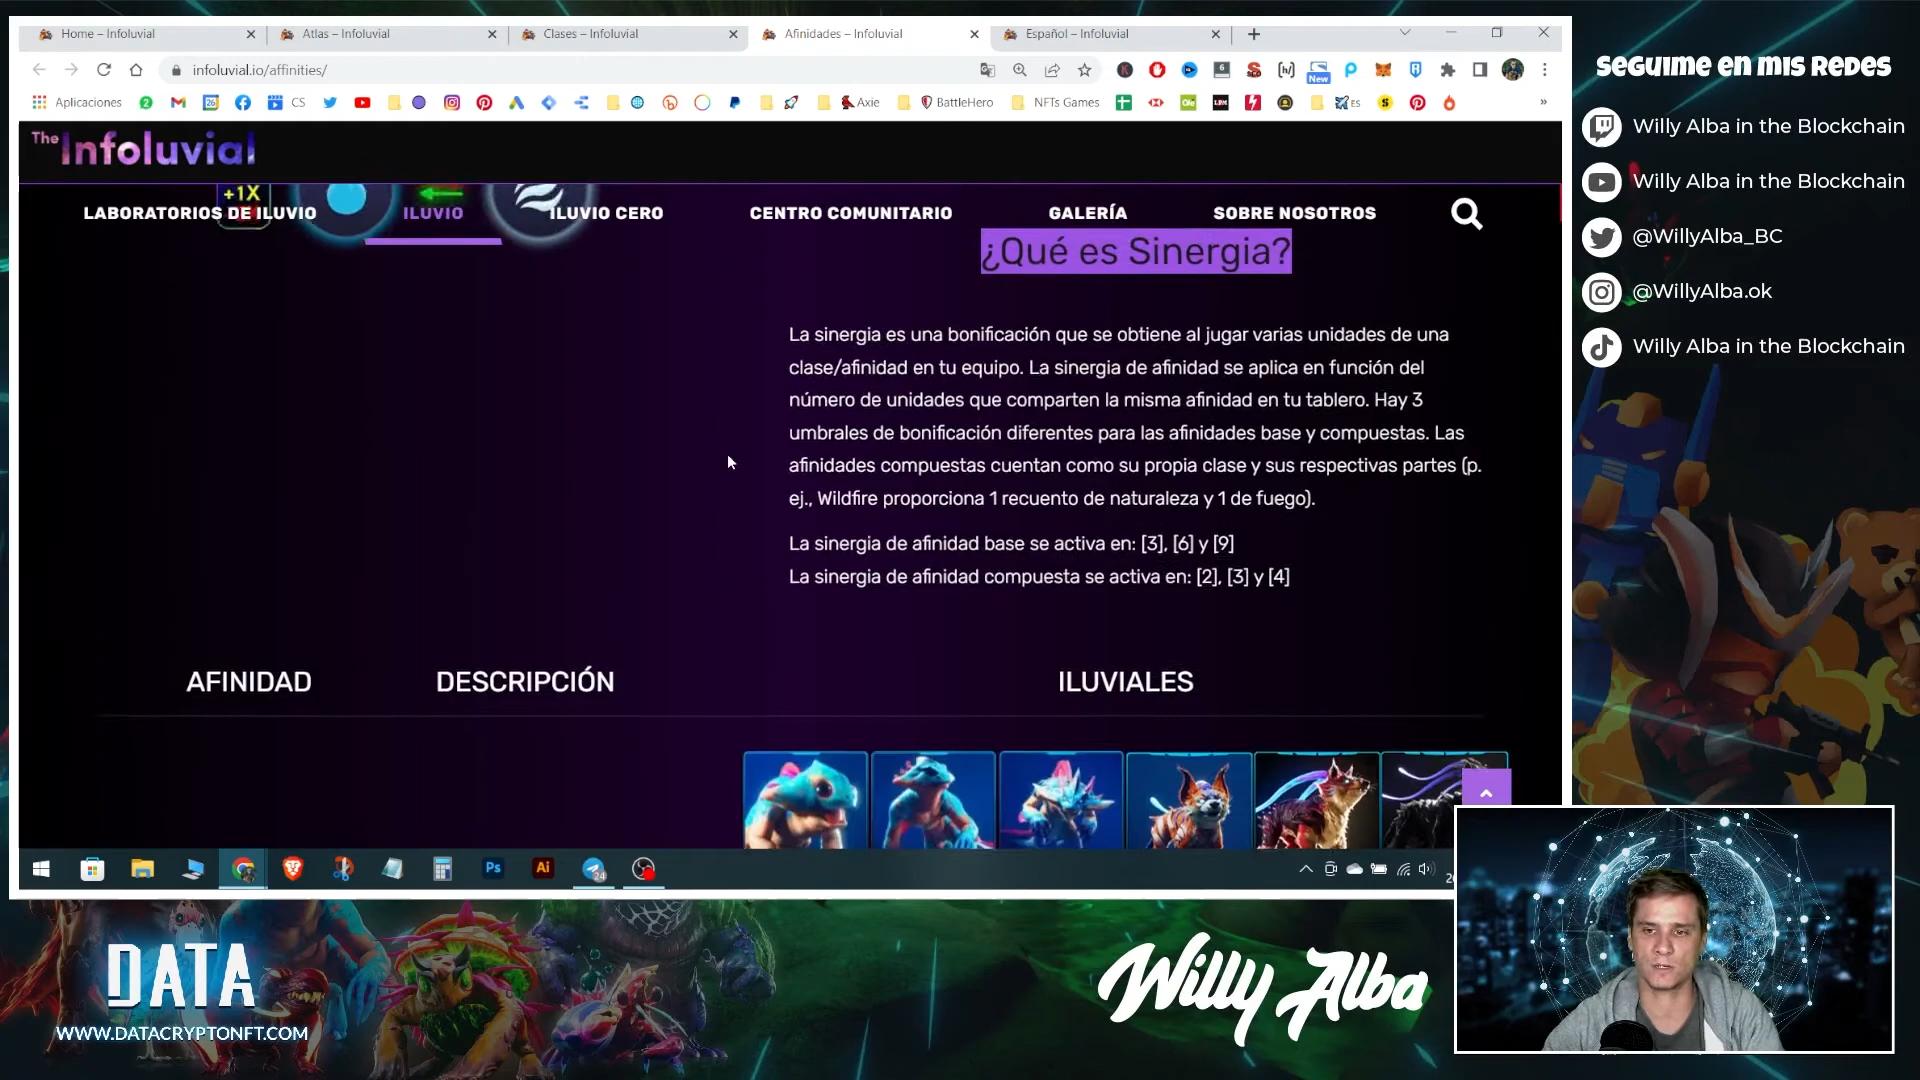 Home – Infoluvial
Atlas – Infoluvial
Clases – Infoluvial
Afinidades – Infoluvial
Español – Infoluvial
infoluvial.io/affinities/
New
Aplicaciones
CS
Axie
BattleHero
NFTs Games
Es
The Infoluvial
+1X
LABORATORIOS DE ILUVIO
ILUVIO
ILUVIO CERO
CENTRO COMUNITARIO
GALERÍA
SOBRE NOSOTROS
¿Qué es Sinergia?
La sinergia es una bonificación que se obtiene al jugar varias unidades de una
clase/afinidad en tu equipo. La sinergia de afinidad se aplica en función del
número de unidades que comparten la misma afinidad en tu tablero. Hay 3
umbrales de bonificación diferentes para las afinidades base y compuestas. Las
afinidades compuestas cuentan como su propia clase y sus respectivas partes (p.
ej., Wildfire proporciona 1 recuento de naturaleza y 1 de fuego).
La sinergia de afinidad base se activa en: [3], [6] y [9]
La sinergia de afinidad compuesta se activa en: [2], [3] y [4]
AFINIDAD
DESCRIPCIÓN
ILUVIALES
Ps
Ai
24
seguime en mis redes
Willy Alba in the Blockchain
Willy Alba in the Blockchain
@WillyAlba_BC
@WillyAlba.ok
Willy Alba in the Blockchain
DATA
WWW.DATACRYPTONFT.COM
Willy Alba